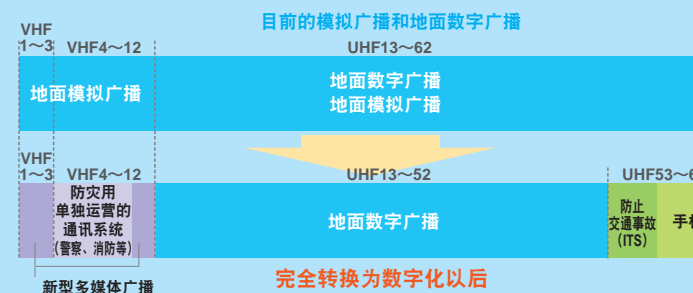 目前的模拟广播和地面数字广播
VHF
1～3 VHF4～12 UHF13～62
地面模拟广播
地面数字广播
地面模拟广播
VHF
1～3 VHF4～12 UHF13～52 UHF53～6
防灾用
单独运营的
通讯系统
(警察、消防等)
地面数字广播
防止
交通事故
(ITS)
手机
新型多媒体广播
完全转换为数字化以后